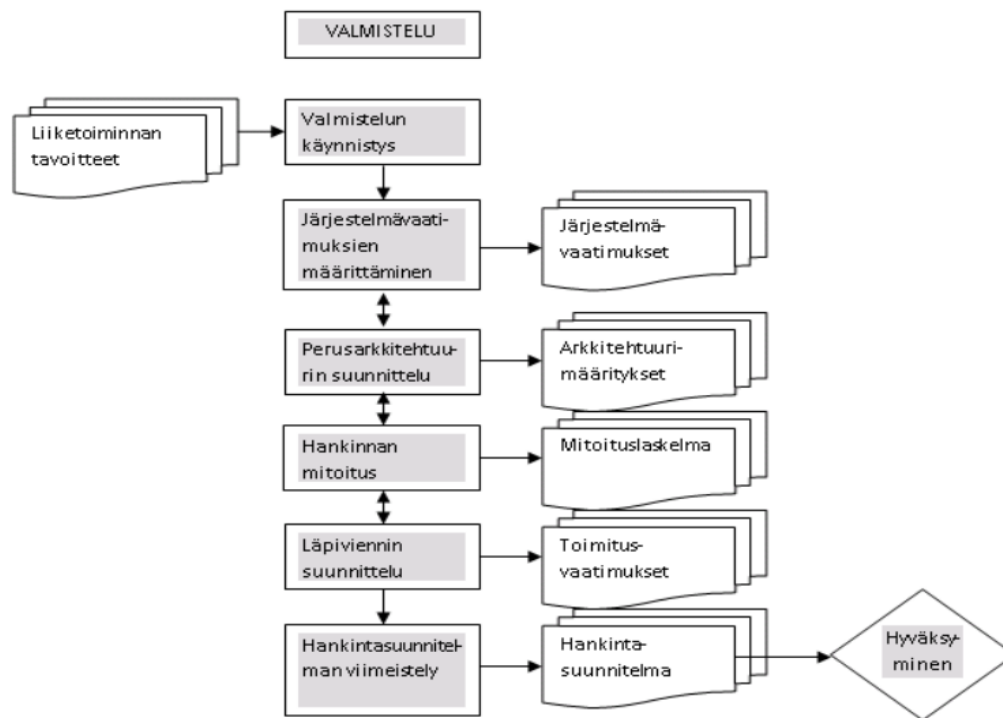 VALMISTELU
Liiketoiminnan
tavoitteet
Valmistelun
käynnistys
Järjestelmävaati-
muksien
määrittäminen
Järjestelmä-
vaatimukset
Perusarkkitehtuu-
rin suunnittelu
Arkkitehtuuri-
määritykset
Hankinnan
mitoitus
Mitoituslaskelma
Läpiviennin
suunnittelu
Toimitus-
vaatimukset
Hankintasuunnitel-
man viimeistely
Hankinta-
suunnitelma
Hyväksy-
minen